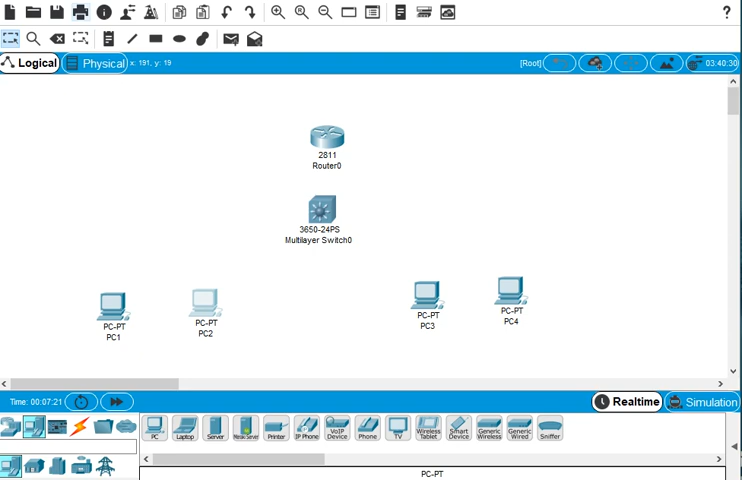 ?
Logical
Physical
x: 191, y: 19
[Root]
03:40:30
2811
Router0
3650-24PS
Multilayer Switch0
PC-PT
PC1
PC-PT
PC2
PC-PT
PC3
PC-PT
PC4
Time: 00:07:21
Realtime
Simulation
PC
Laptop
Server
Printer
IP Phone
VoIP
Device
Phone
TV
Wireless
Tablet
Smart
Device
Generic
Wireless
Generic
Wired
Sniffer
PC-PT